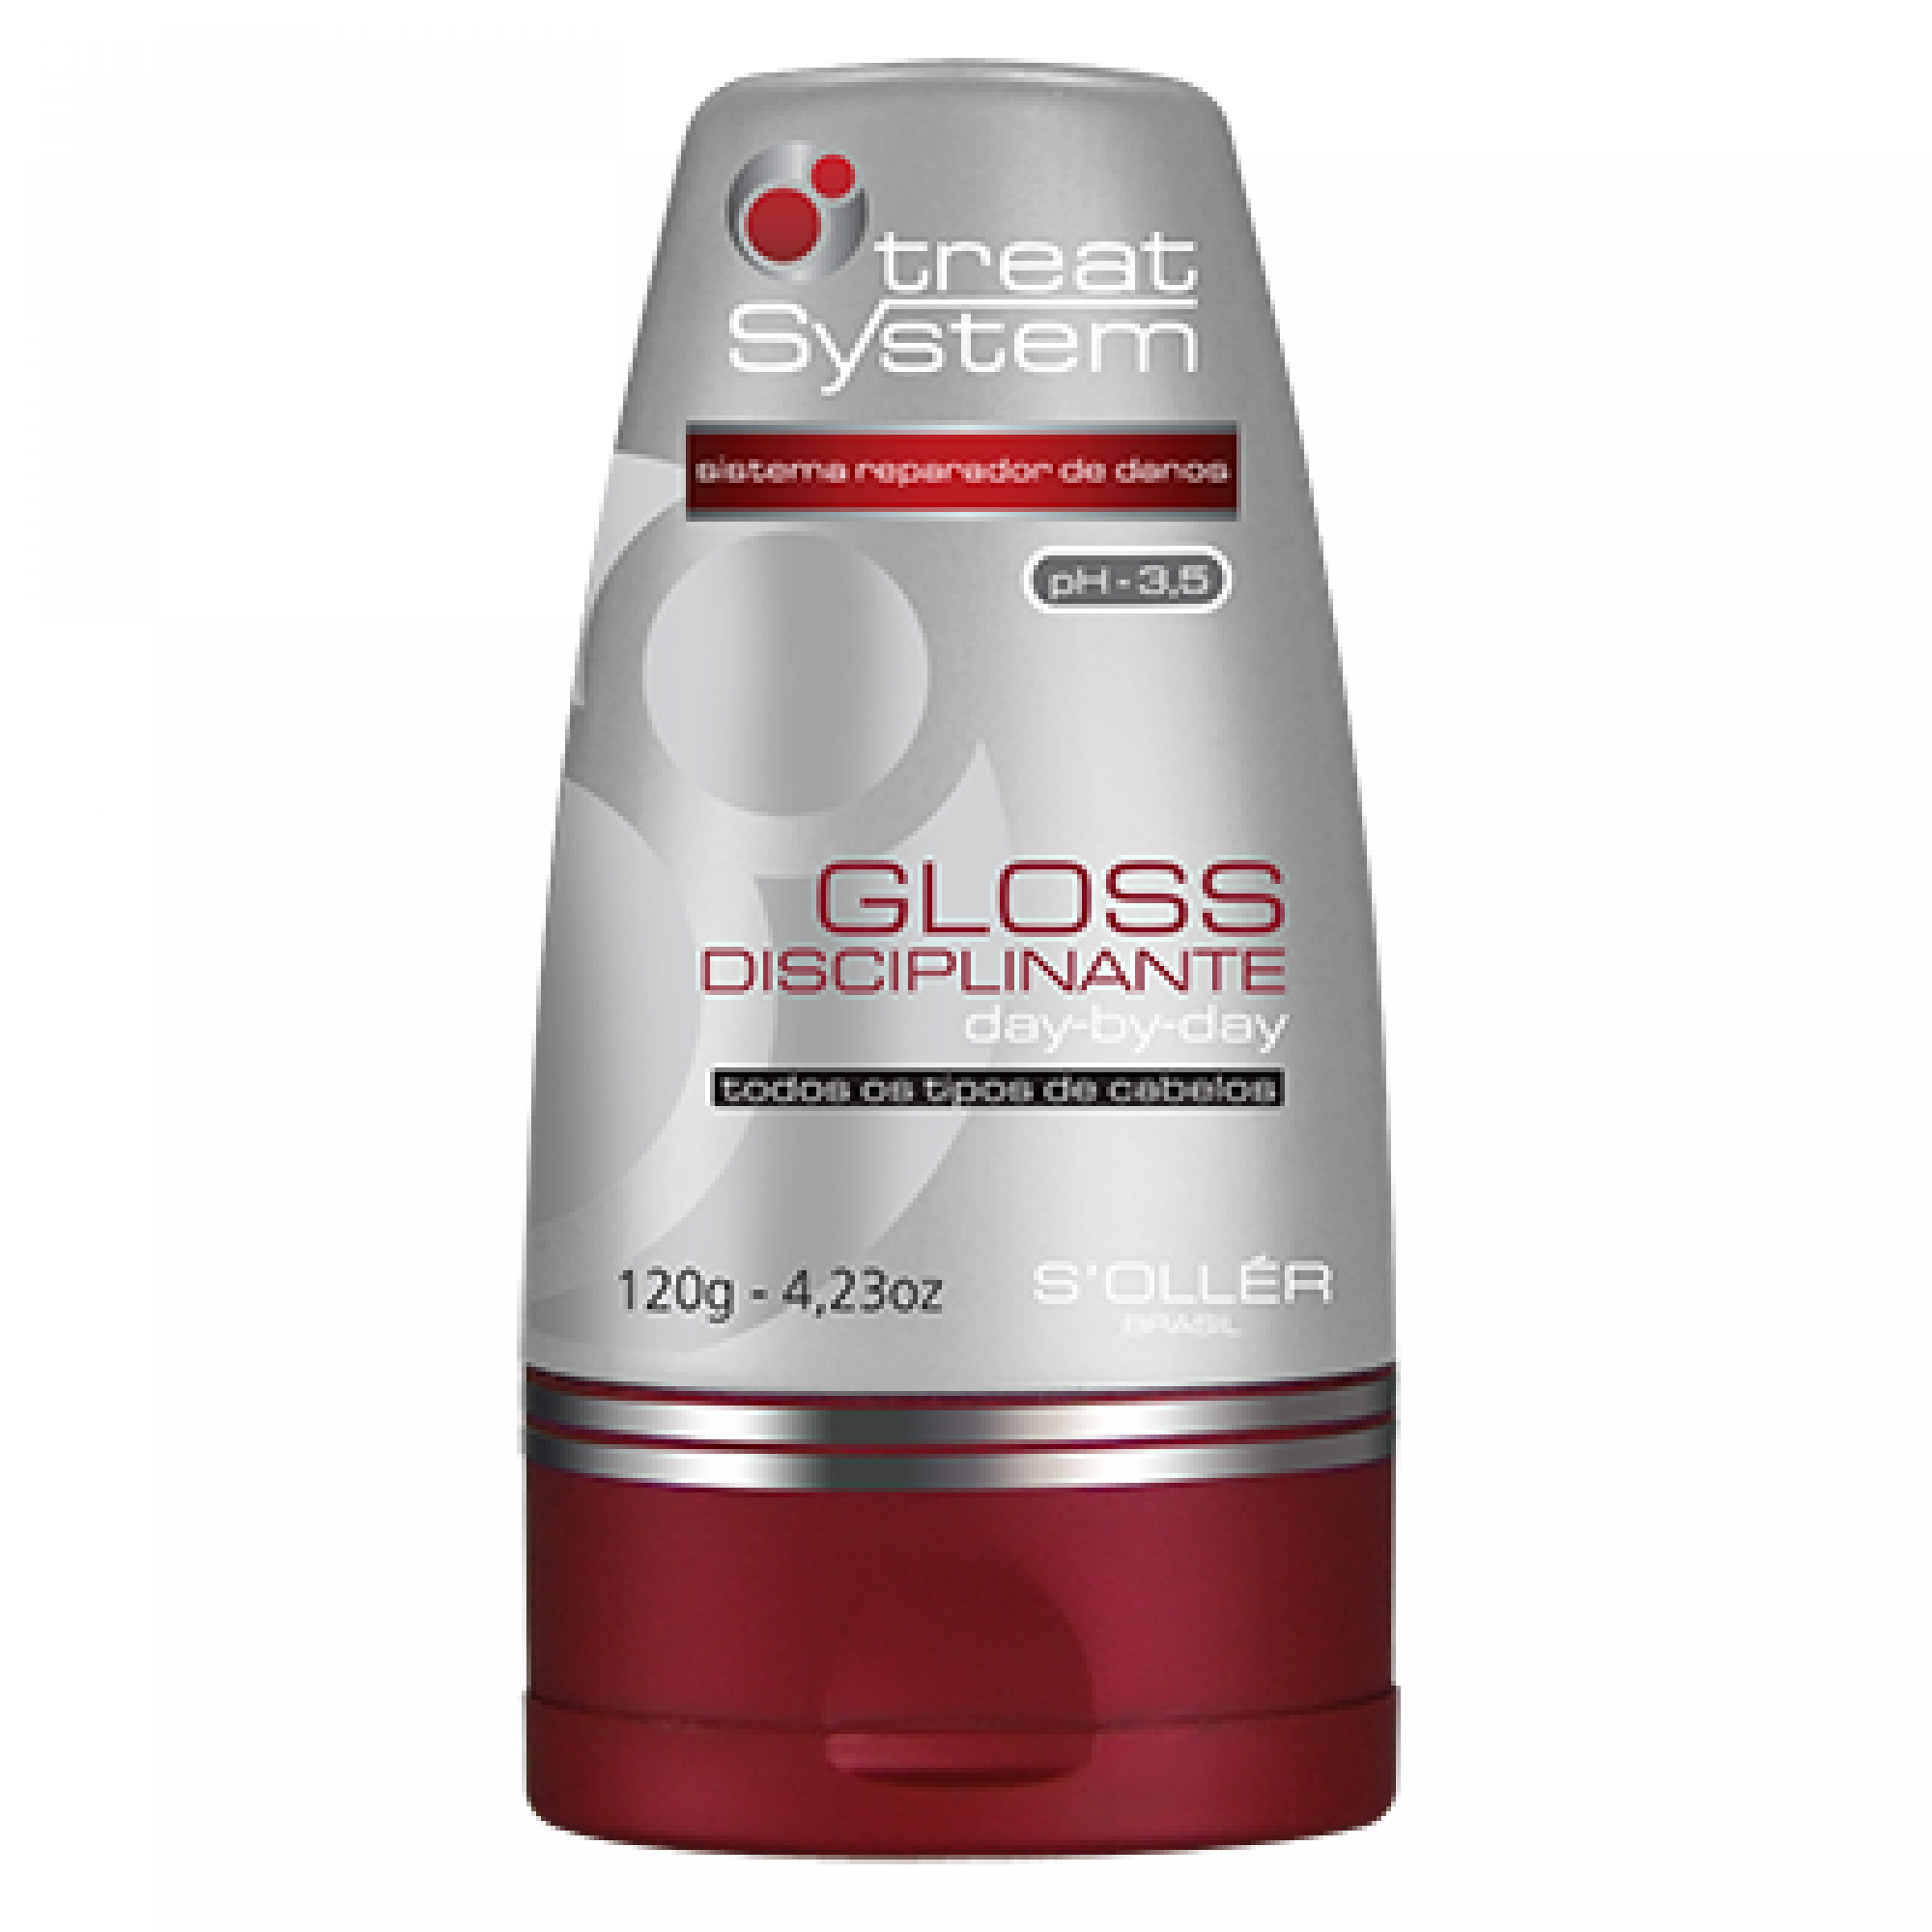 treat
System
sistema reparador de danos
pH - 3,5
GLOSS
DISCIPLINANTE
day-by-day
todos os tipos de cabelos
120g - 4,23oz
S'OLLÉR
BRASIL